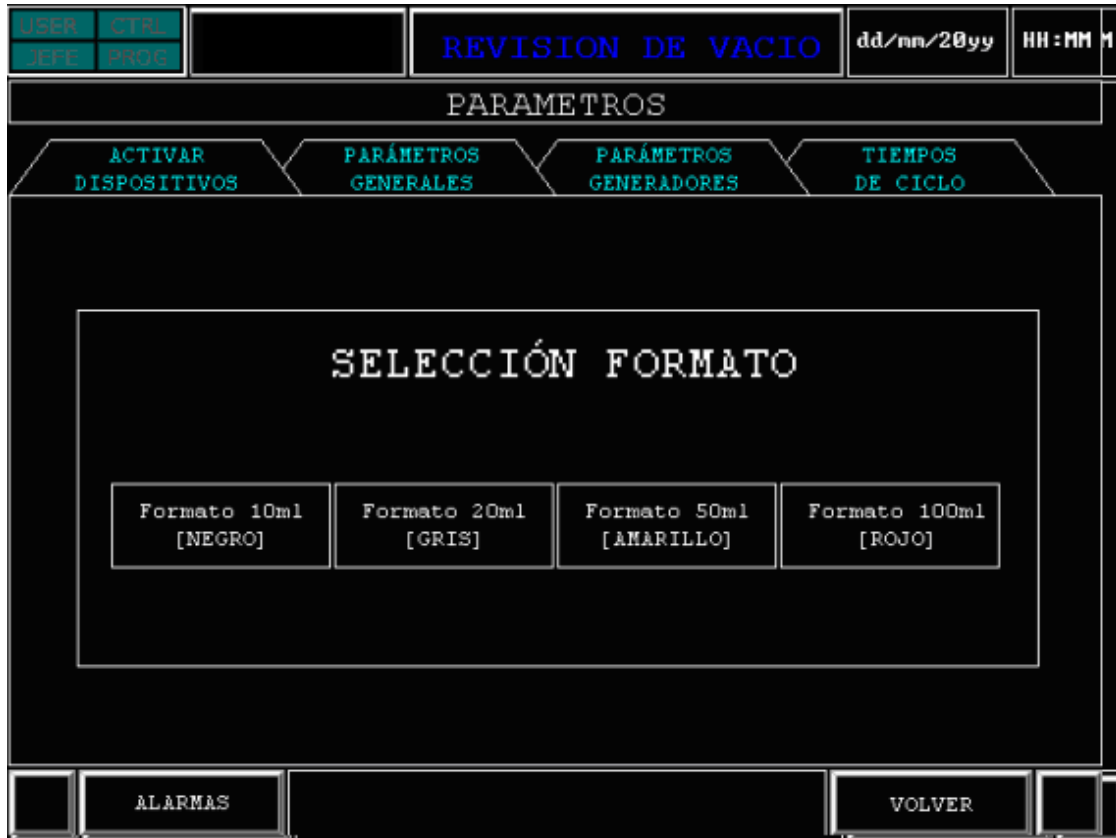 USER CTRL
JEFE PROG
REVISION DE VACIO
dd/mm/20yy
HH:MM
PARAMETROS
ACTIVAR DISPOSITIVOS
PARÁMETROS GENERALES
PARÁMETROS GENERADORES
TIEMPOS DE CICLO
SELECCIÓN FORMATO
Formato 10ml
[NEGRO]
Formato 20ml
[GRIS]
Formato 50ml
[AMARILLO]
Formato 100ml
[ROJO]
ALARMAS
VOLVER